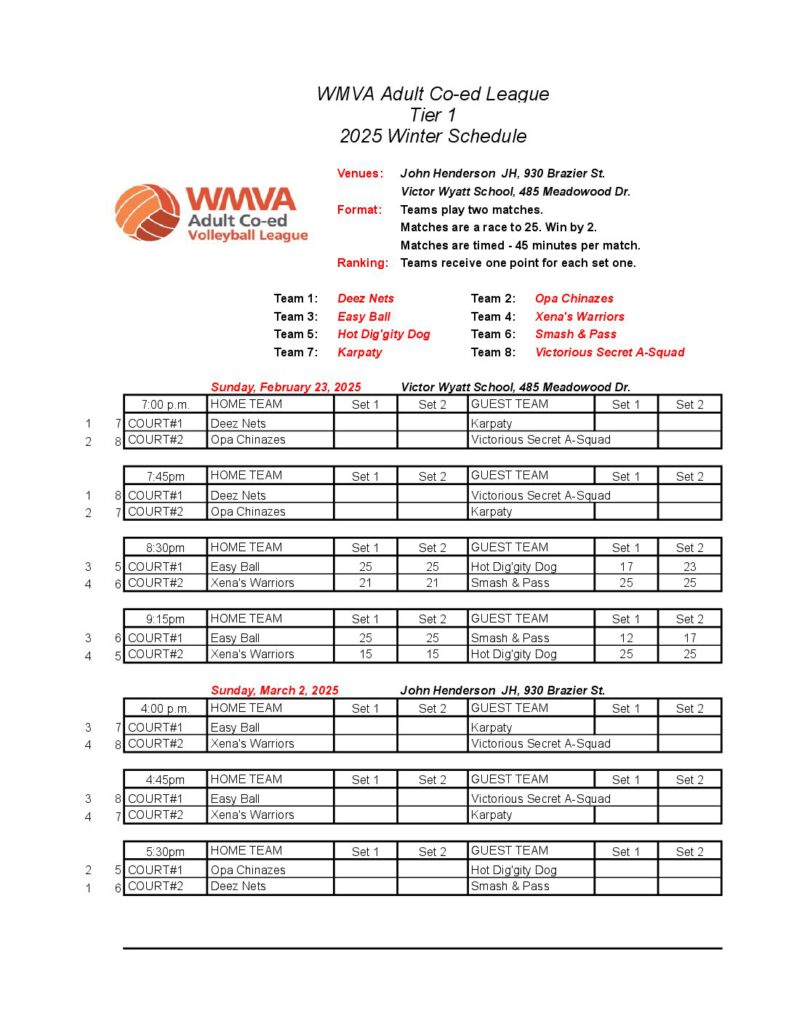 WMVA Adult Co-ed League
Tier 1
2025 Winter Schedule
WMVA
Adult Co-ed
Volleyball League
Venues: John Henderson JH, 930 Brazier St.
Victor Wyatt School, 485 Meadowood Dr.
Format: Teams play two matches.
Matches are a race to 25. Win by 2.
Matches are timed - 45 minutes per match.
Ranking: Teams receive one point for each set one.
Team 1: Deez Nets Team 2: Opa Chinazes
Team 3: Easy Ball Team 4: Xena's Warriors
Team 5: Hot Dig'gity Dog Team 6: Smash & Pass
Team 7: Karpaty Team 8: Victorious Secret A-Squad
Sunday, February 23, 2025 Victor Wyatt School, 485 Meadowood Dr.
7:00 p.m. HOME TEAM Set 1 Set 2 GUEST TEAM Set 1 Set 2
1 7 COURT#1 Deez Nets Karpaty
2 8 COURT#2 Opa Chinazes Victorious Secret A-Squad
7:45pm HOME TEAM Set 1 Set 2 GUEST TEAM Set 1 Set 2
1 8 COURT#1 Deez Nets Victorious Secret A-Squad
2 7 COURT#2 Opa Chinazes Karpaty
8:30pm HOME TEAM Set 1 Set 2 GUEST TEAM Set 1 Set 2
3 5 COURT#1 Easy Ball 25 25 Hot Dig'gity Dog 17 23
4 6 COURT#2 Xena's Warriors 21 21 Smash & Pass 25 25
9:15pm HOME TEAM Set 1 Set 2 GUEST TEAM Set 1 Set 2
3 6 COURT#1 Easy Ball 25 25 Smash & Pass 12 17
4 5 COURT#2 Xena's Warriors 15 15 Hot Dig'gity Dog 25 25
Sunday, March 2, 2025 John Henderson JH, 930 Brazier St.
4:00 p.m. HOME TEAM Set 1 Set 2 GUEST TEAM Set 1 Set 2
3 7 COURT#1 Easy Ball Karpaty
4 8 COURT#2 Xena's Warriors Victorious Secret A-Squad
4:45pm HOME TEAM Set 1 Set 2 GUEST TEAM Set 1 Set 2
3 8 COURT#1 Easy Ball Victorious Secret A-Squad
4 7 COURT#2 Xena's Warriors Karpaty
5:30pm HOME TEAM Set 1 Set 2 GUEST TEAM Set 1 Set 2
2 5 COURT#1 Opa Chinazes Hot Dig'gity Dog
1 6 COURT#2 Deez Nets Smash & Pass